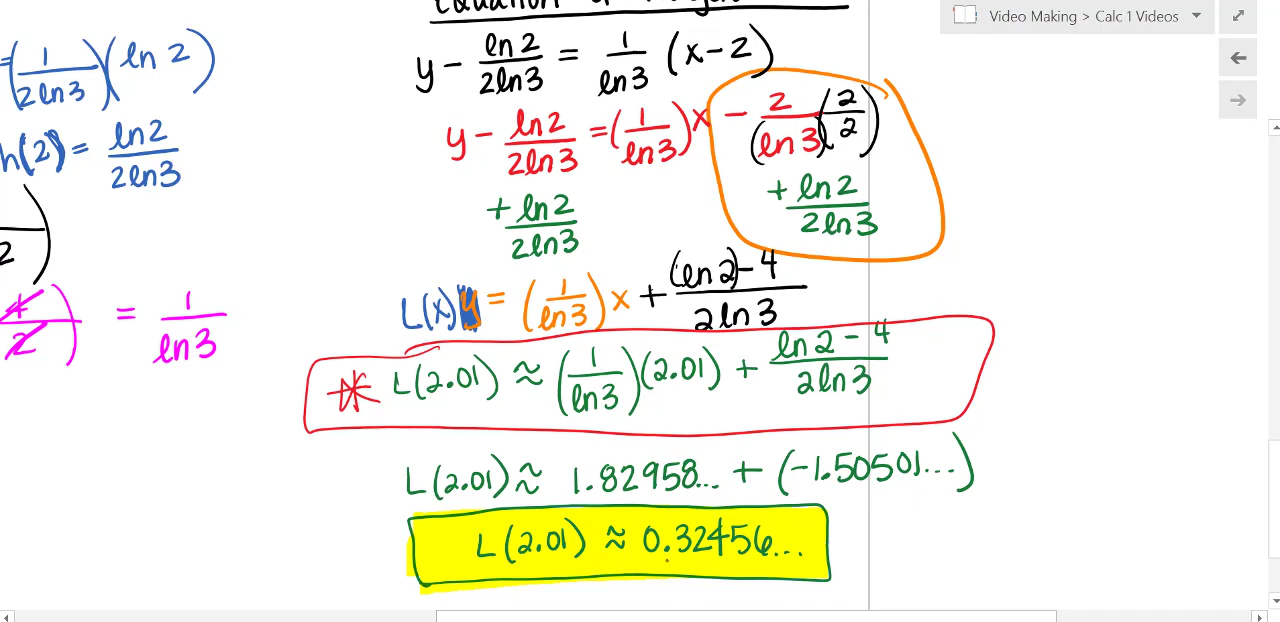 Video Making > Calc 1 Videos
y - ln2/2ln3 = 1/ln3 (x-2)
= (1/2ln3)(ln 2)
y - ln2/2ln3 = (1/ln3)x - 2/(ln3) (2/2)
h(2) = ln2/2ln3
+ ln2/2ln3 + ln2/2ln3
2
L(x) y = (1/ln3)x + (ln2)-4/2ln3
= 1/ln3
* L(2.01) ≈ (1/ln3)(2.01) + ln2-4/2ln3
L(2.01) ≈ 1.82958... + (-1.50501...)
L(2.01) ≈ 0.32456...